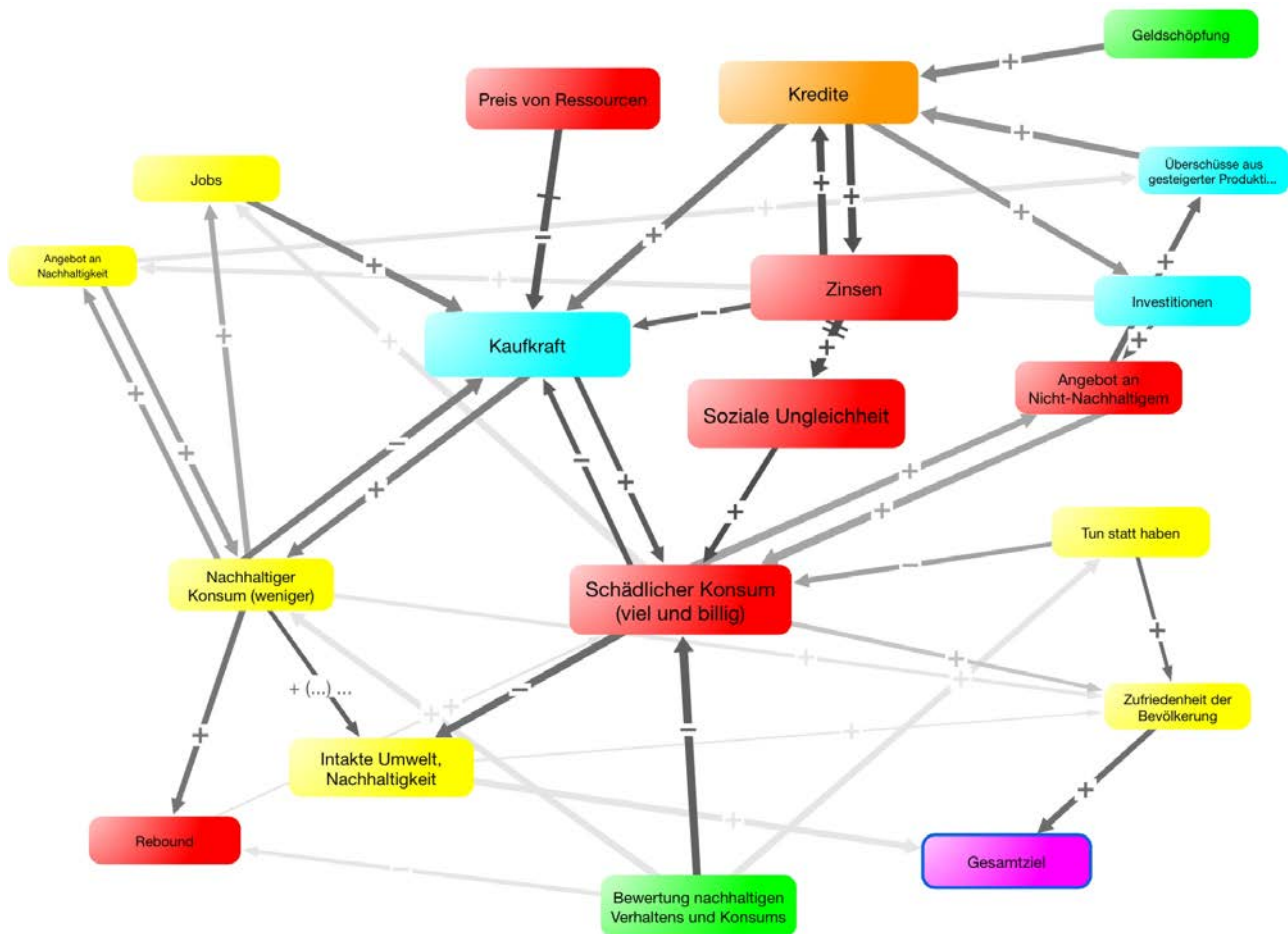 Geldschöpfung
Preis von Ressourcen
Kredite
Jobs
Überschüsse aus
gesteigerter Produkti...
Angebot an
Nachhaltigkeit
Zinsen
Investitionen
Kaufkraft
Angebot an
Nicht-Nachhaltigem
Soziale Ungleichheit
Tun statt haben
Nachhaltiger
Konsum (weniger)
Schädlicher Konsum
(viel und billig)
+ (...) ...
Zufriedenheit der
Bevölkerung
Intakte Umwelt,
Nachhaltigkeit
Rebound
Gesamtziel
Bewertung nachhaltigen
Verhaltens und Konsums